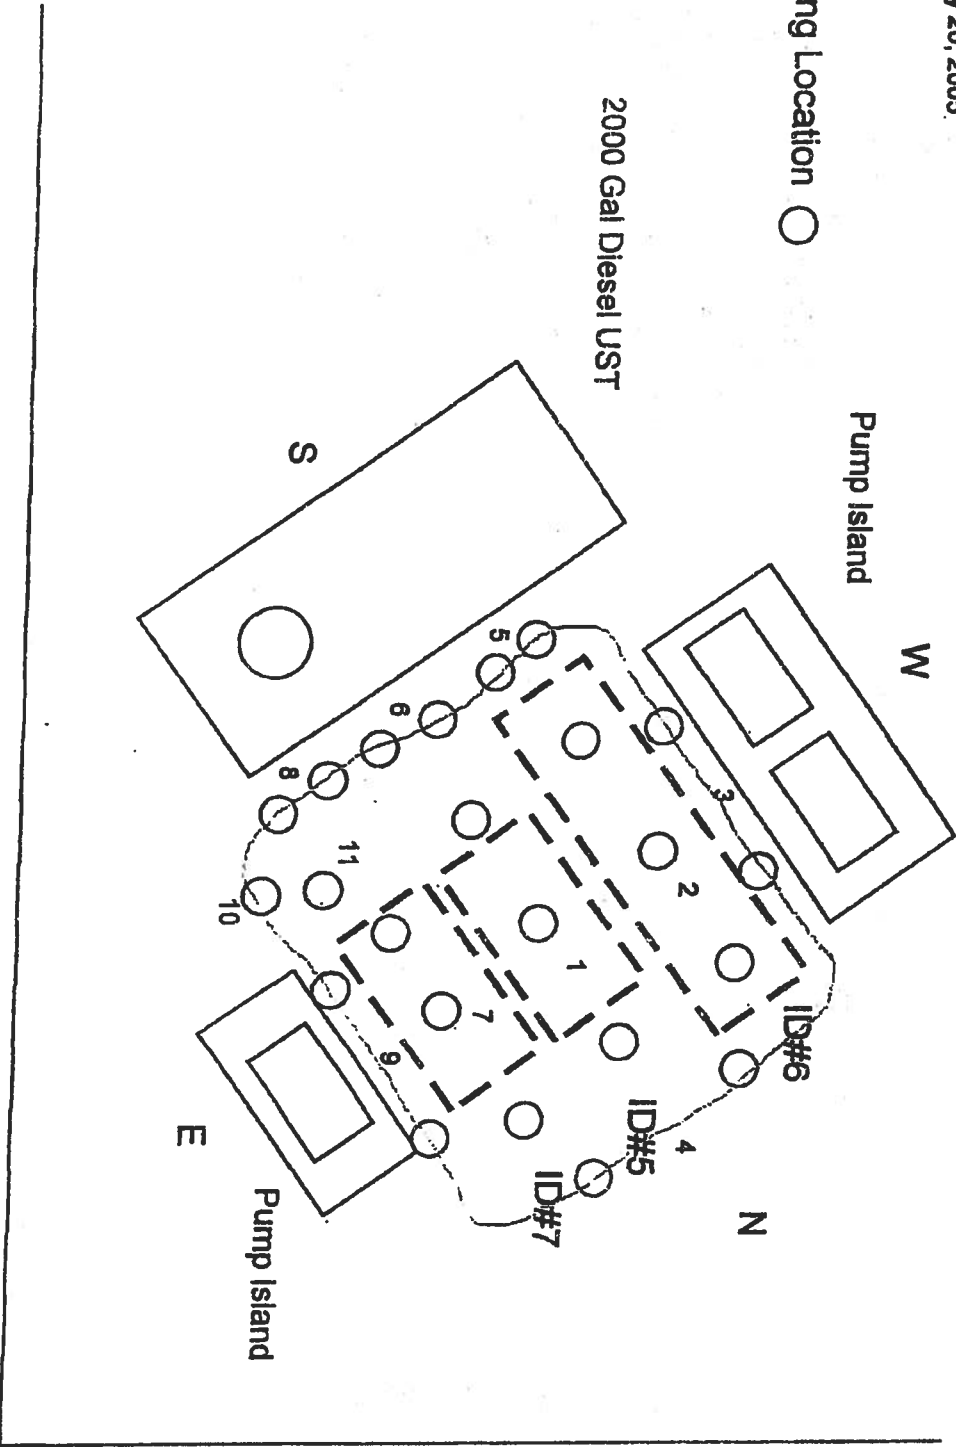 W
Pump Island
ng Location
ID#6
N
3
2
4
ID#5
2000 Gal Diesel UST
1
ID#7
5
7
6
9
11
S
8
Pump Island
10
E